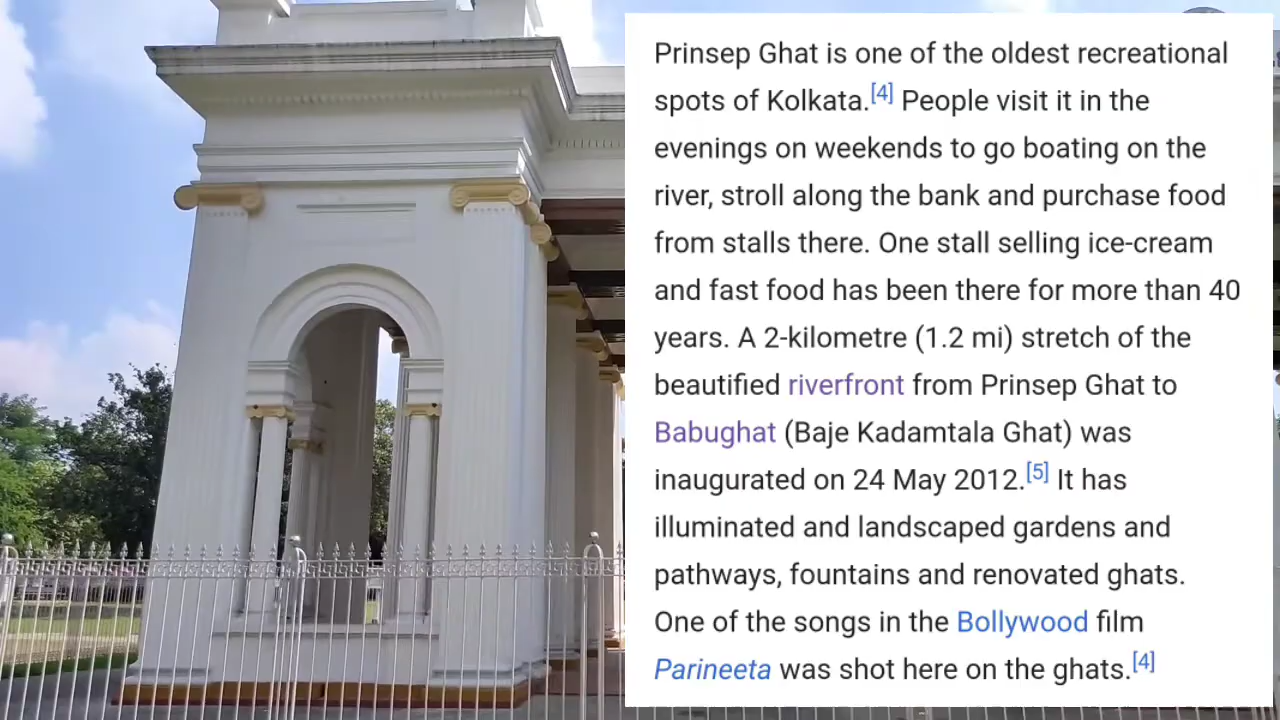 Prinsep Ghat is one of the oldest recreational
spots of Kolkata.[4] People visit it in the
evenings on weekends to go boating on the
river, stroll along the bank and purchase food
from stalls there. One stall selling ice-cream
and fast food has been there for more than 40
years. A 2-kilometre (1.2 mi) stretch of the
beautified riverfront from Prinsep Ghat to
Babughat (Baje Kadamtala Ghat) was
inaugurated on 24 May 2012.[5] It has
illuminated and landscaped gardens and
pathways, fountains and renovated ghats.
One of the songs in the Bollywood film
Parineeta was shot here on the ghats.[4]